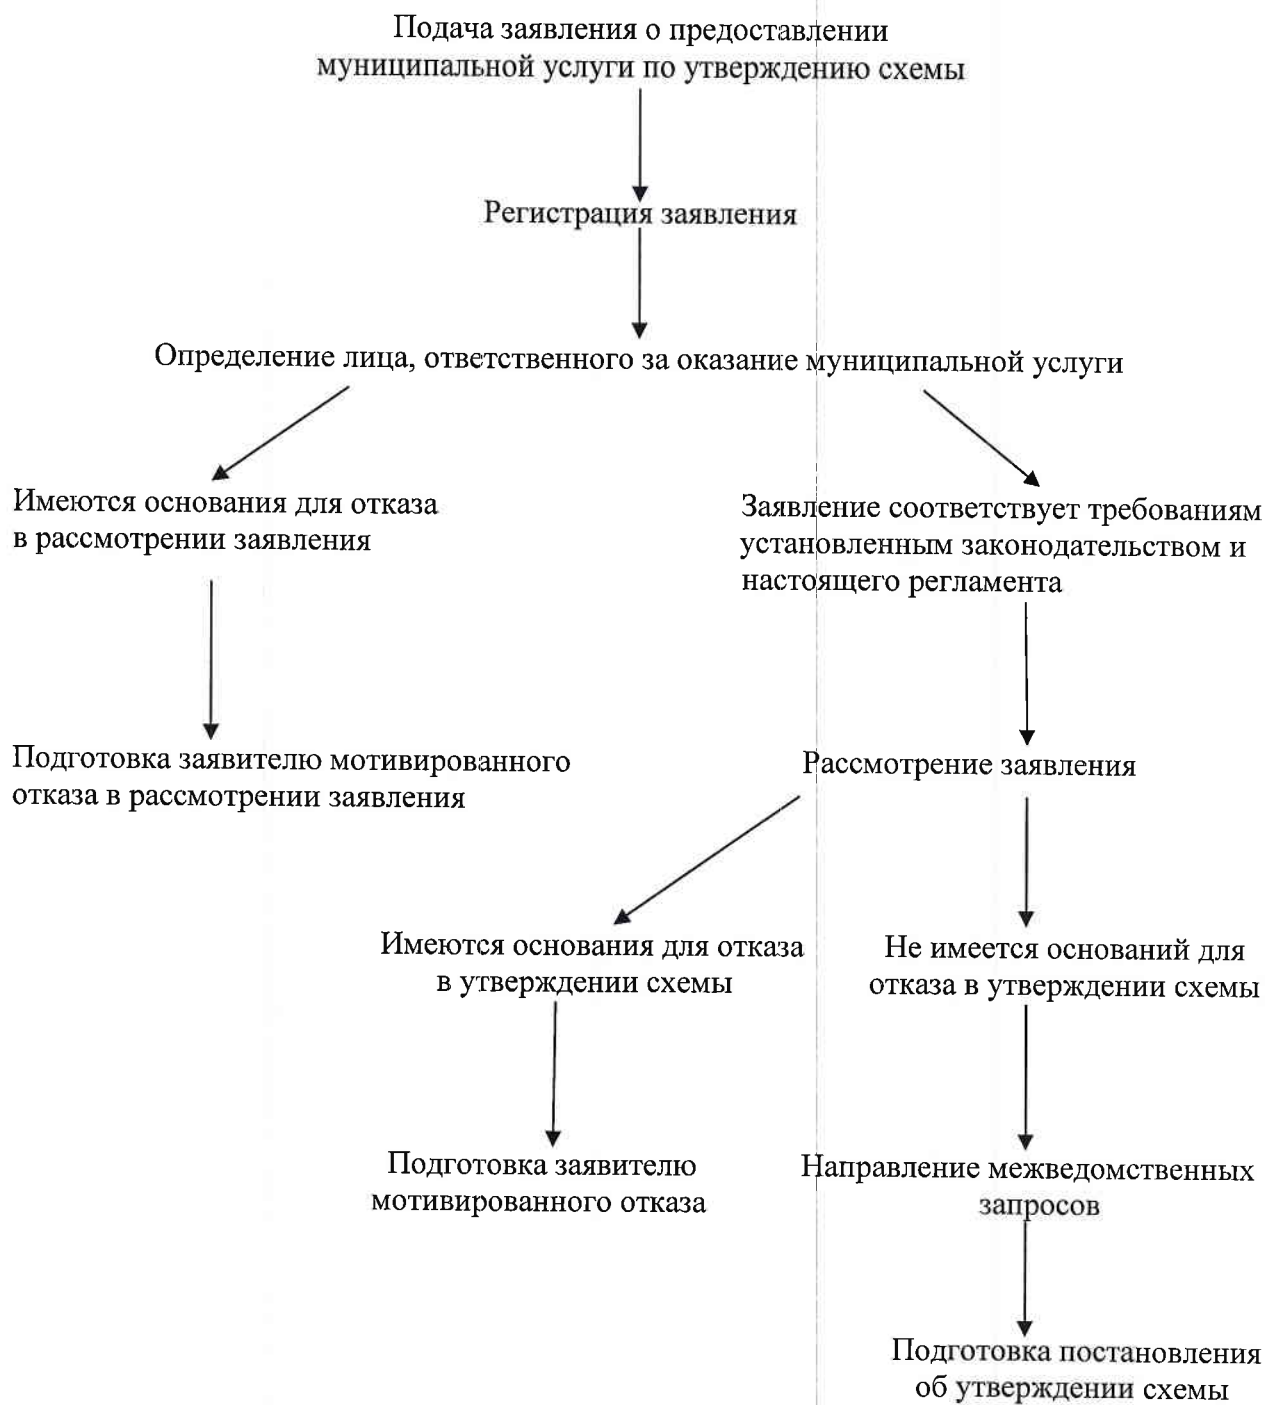 Подача заявления о предоставлении
муниципальной услуги по утверждению схемы
Регистрация заявления
Определение лица, ответственного за оказание муниципальной услуги
Имеются основания для отказа
в рассмотрении заявления
Заявление соответствует требованиям
установленным законодательством и
настоящего регламента
Подготовка заявителю мотивированного
отказа в рассмотрении заявления
Рассмотрение заявления
Имеются основания для отказа
в утверждении схемы
Не имеется оснований для
отказа в утверждении схемы
Подготовка заявителю
мотивированного отказа
Направление межведомственных
запросов
Подготовка постановления
об утверждении схемы